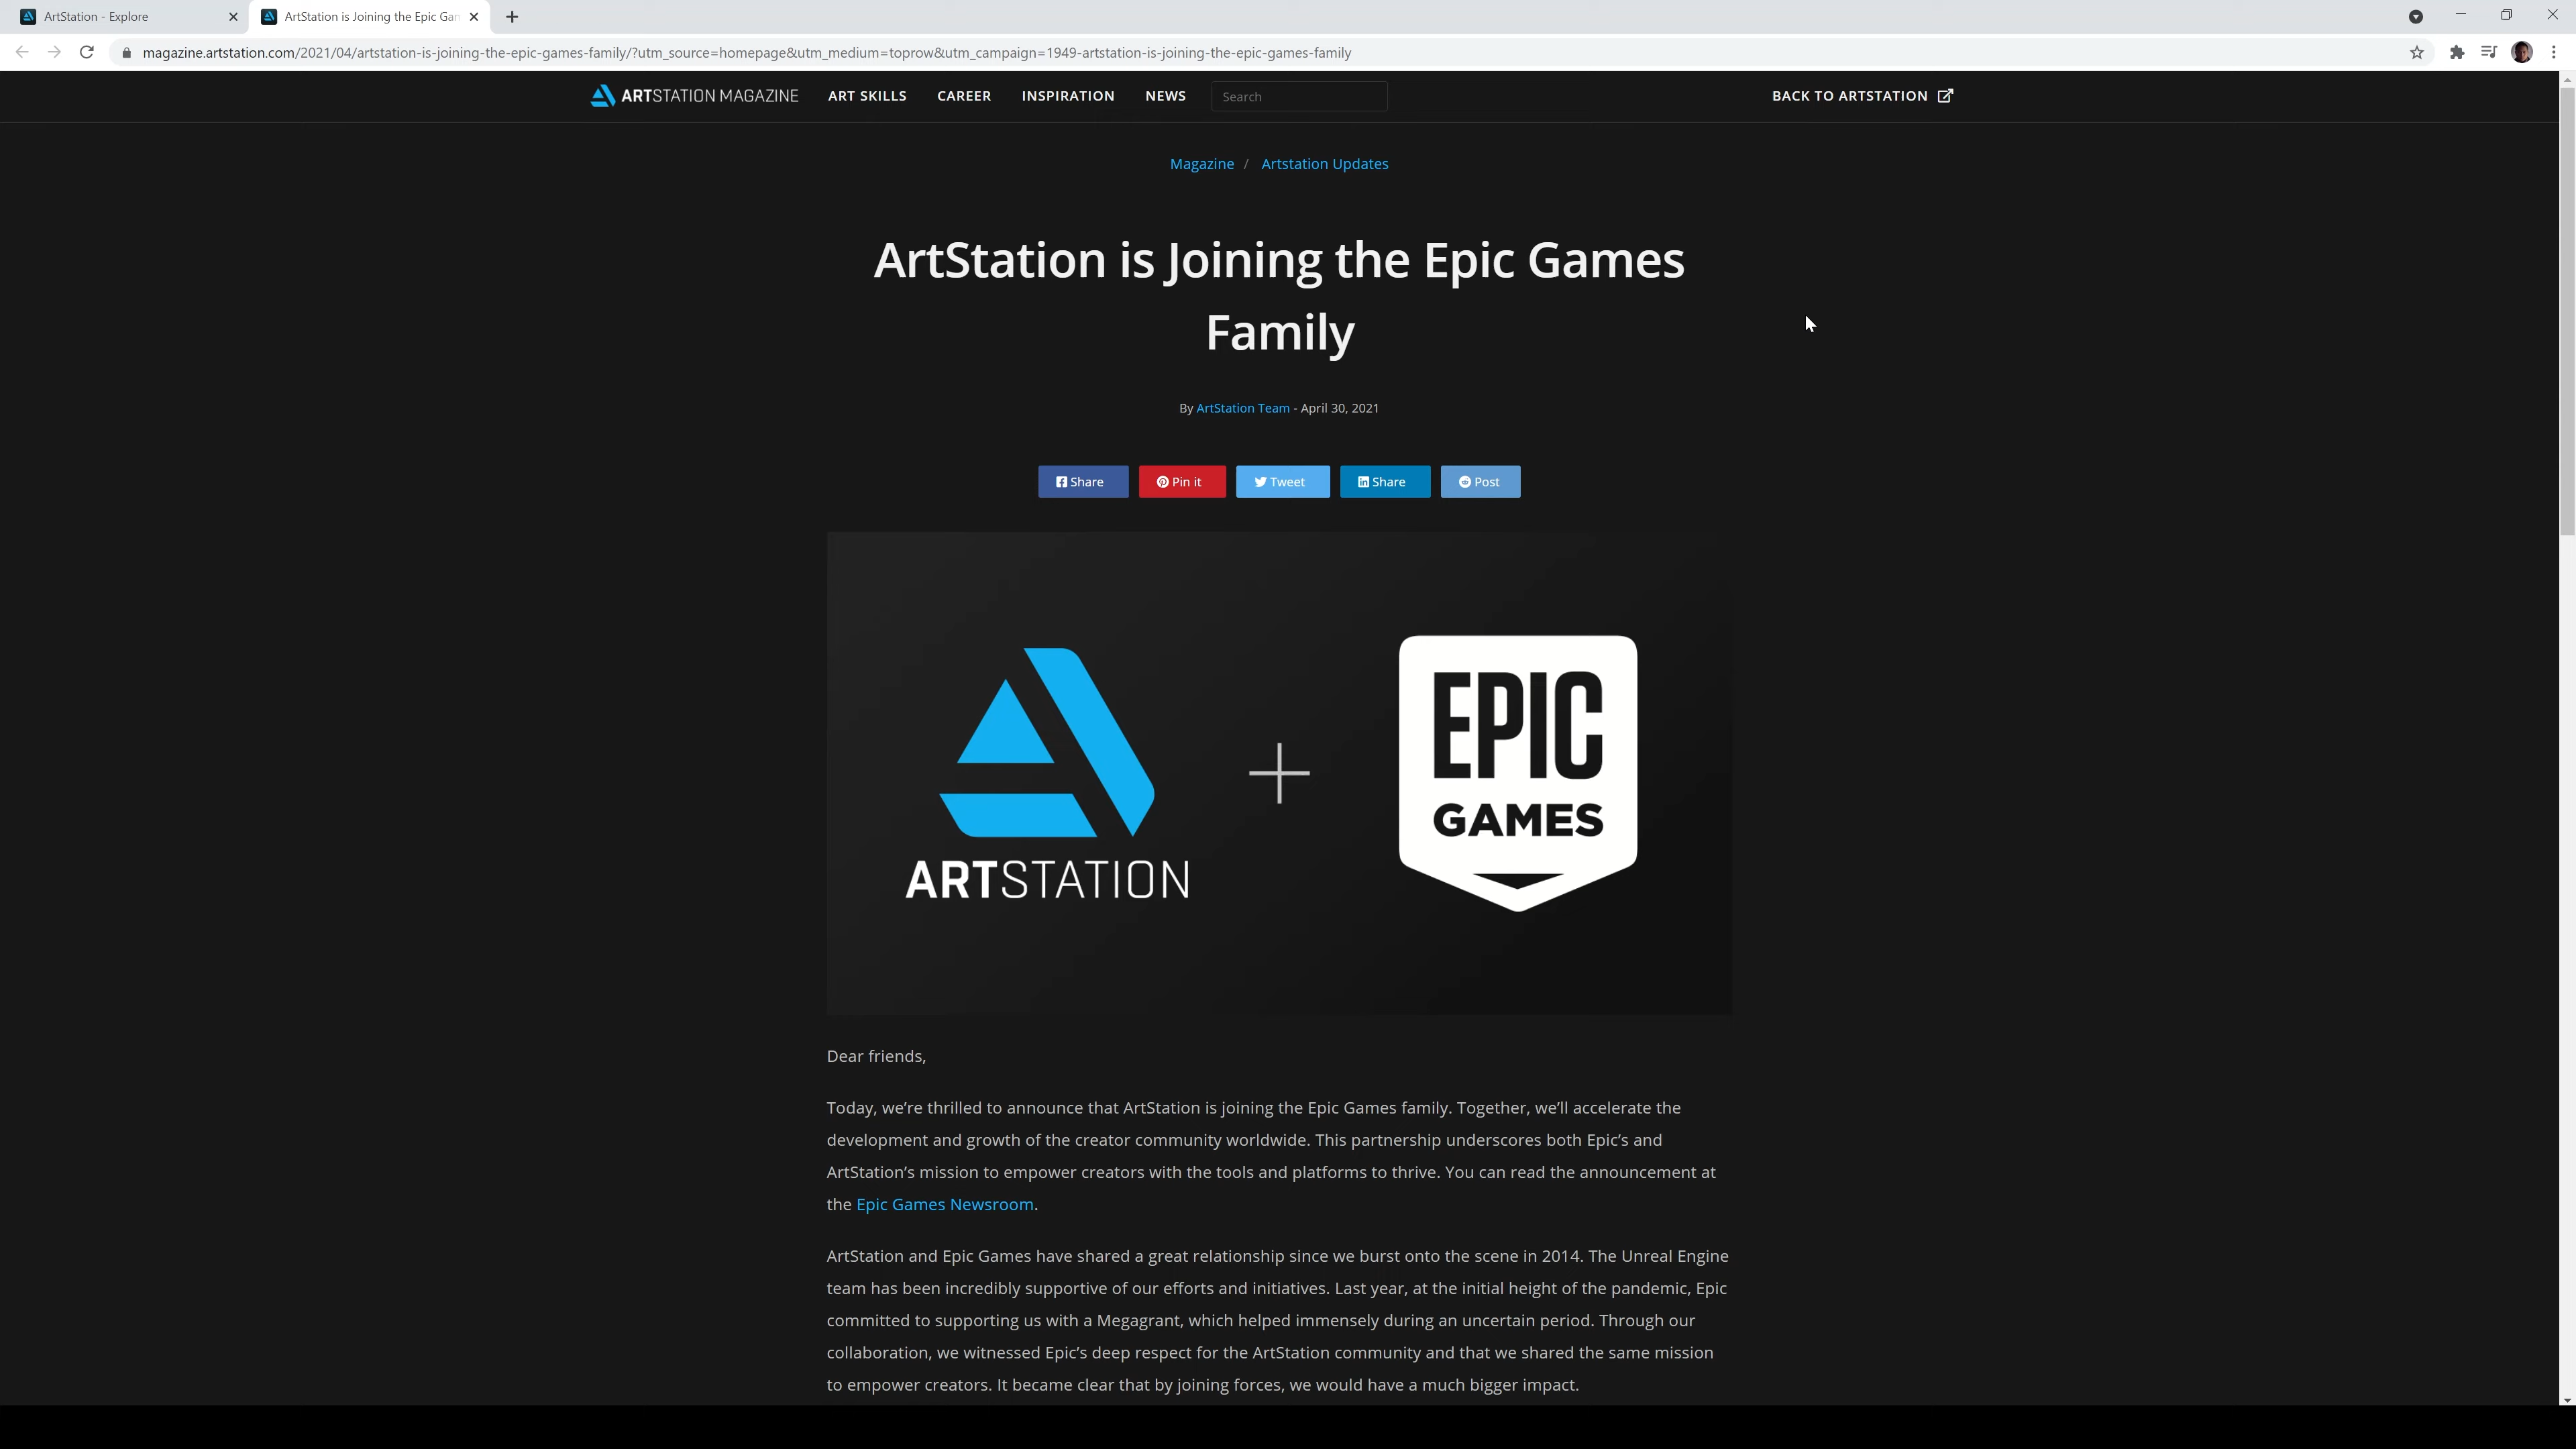 ArtStation - Explore
ArtStation is Joining the Epic Gan
magazine.artstation.com/2021/04/artstation-is-joining-the-epic-games-family/?utm_source=homepage&utm_medium=toprow&utm_campaign=1949-artstation-is-joining-the-epic-games-family
ARTSTATION MAGAZINE ART SKILLS CAREER INSPIRATION NEWS Search BACK TO ARTSTATION
Magazine / Artstation Updates
ArtStation is Joining the Epic Games
Family
By ArtStation Team - April 30, 2021
Share Pin it Tweet Share Post
EPIC
GAMES
ARTSTATION
Dear friends,
Today, we’re thrilled to announce that ArtStation is joining the Epic Games family. Together, we’ll accelerate the
development and growth of the creator community worldwide. This partnership underscores both Epic’s and
ArtStation’s mission to empower creators with the tools and platforms to thrive. You can read the announcement at
the Epic Games Newsroom.
ArtStation and Epic Games have shared a great relationship since we burst onto the scene in 2014. The Unreal Engine
team has been incredibly supportive of our efforts and initiatives. Last year, at the initial height of the pandemic, Epic
committed to supporting us with a Megagrant, which helped immensely during an uncertain period. Through our
collaboration, we witnessed Epic’s deep respect for the ArtStation community and that we shared the same mission
to empower creators. It became clear that by joining forces, we would have a much bigger impact.